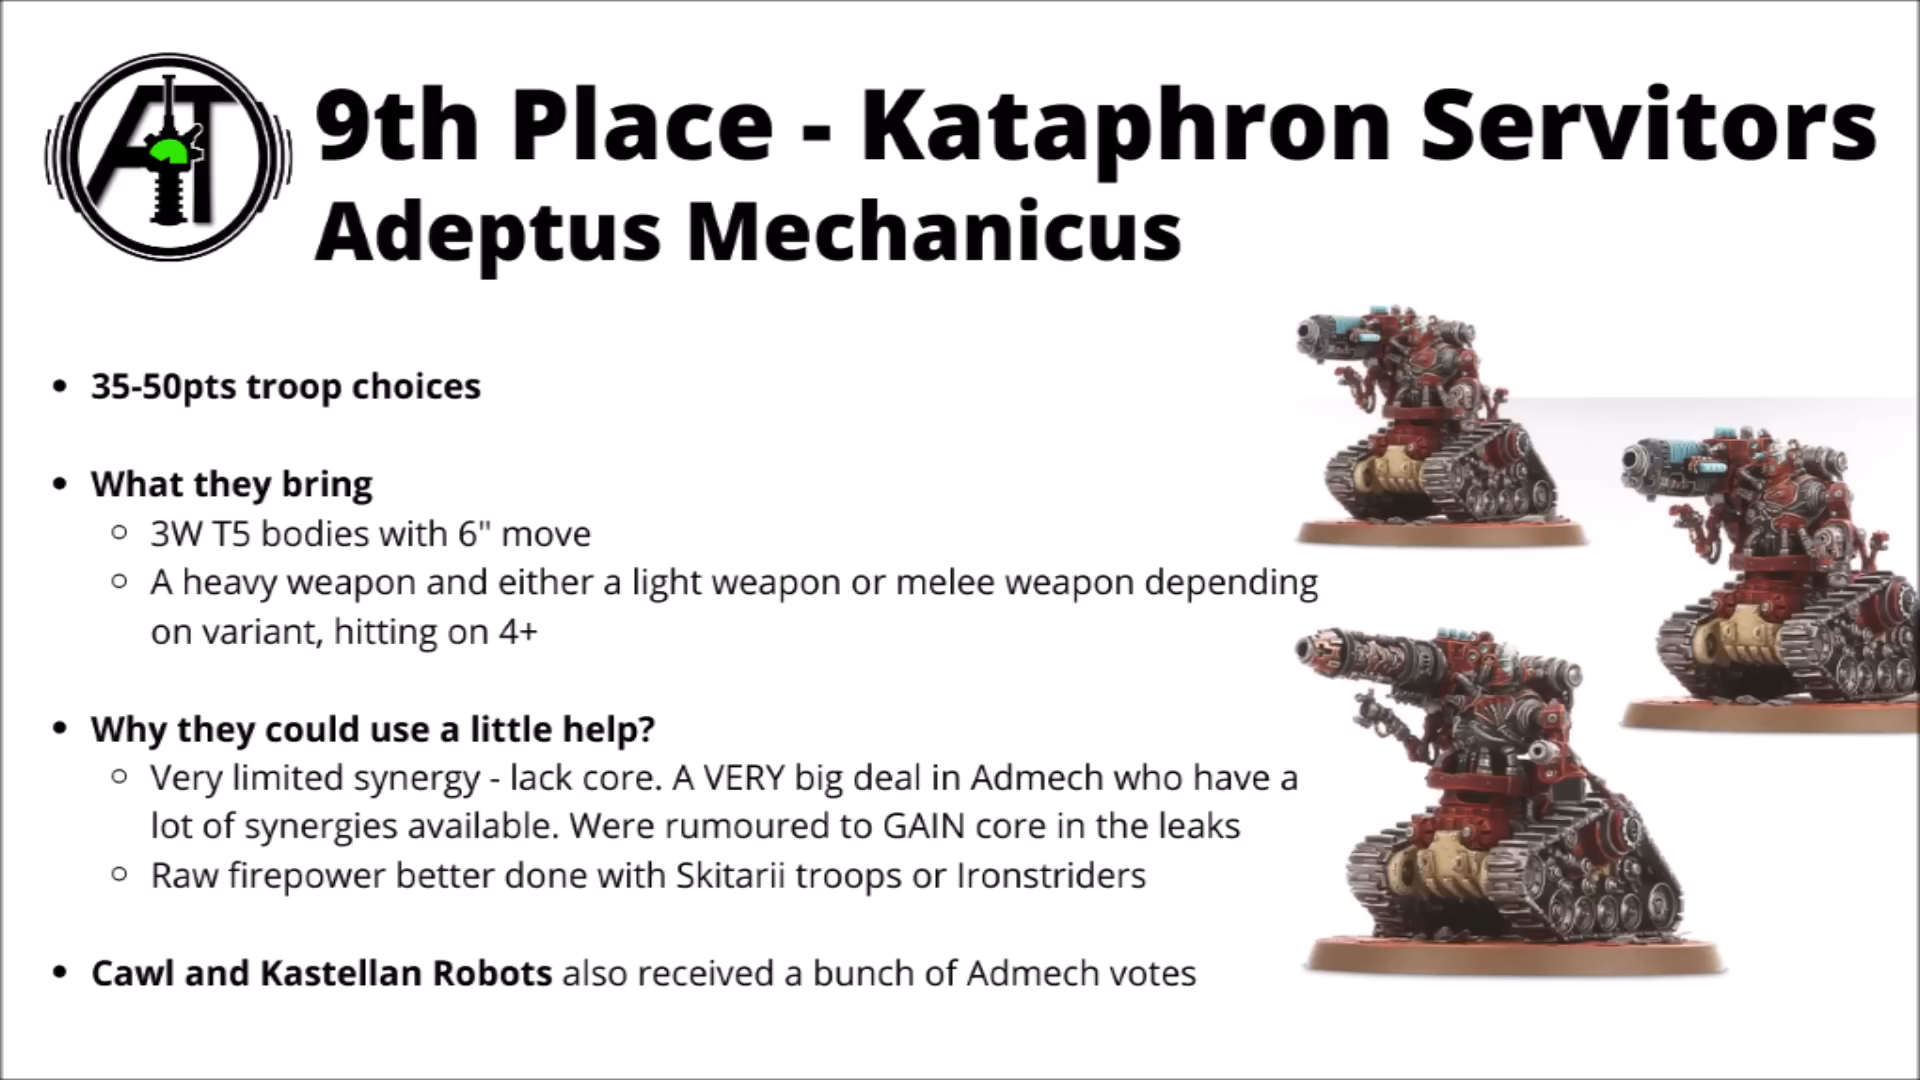 AT
9th Place - Kataphron Servitors
Adeptus Mechanicus
• 35-50pts troop choices
• What they bring
○ 3W T5 bodies with 6" move
○ A heavy weapon and either a light weapon or melee weapon depending
on variant, hitting on 4+
• Why they could use a little help?
○ Very limited synergy - lack core. A VERY big deal in Admech who have a
lot of synergies available. Were rumoured to GAIN core in the leaks
○ Raw firepower better done with Skitarii troops or Ironstriders
• Cawl and Kastellan Robots also received a bunch of Admech votes